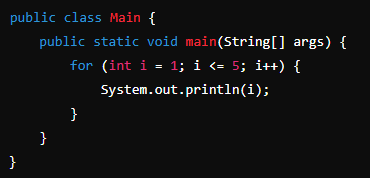 public class Main {
    public static void main(String[] args) {
        for (int i = 1; i <= 5; i++) {
            System.out.println(i);
        }
    }
}